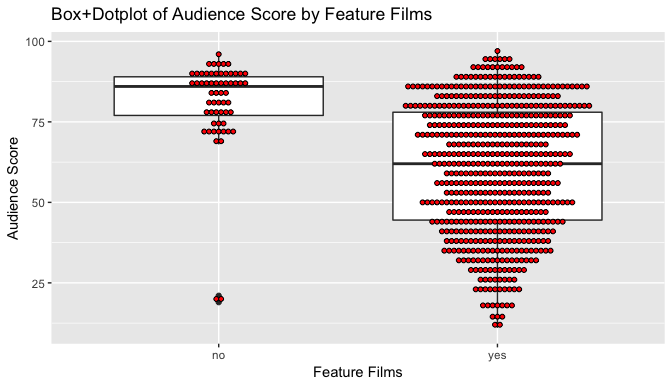 Box+Dotplot of Audience Score by Feature Films
100
75
50
25
Audience Score
no
yes
Feature Films